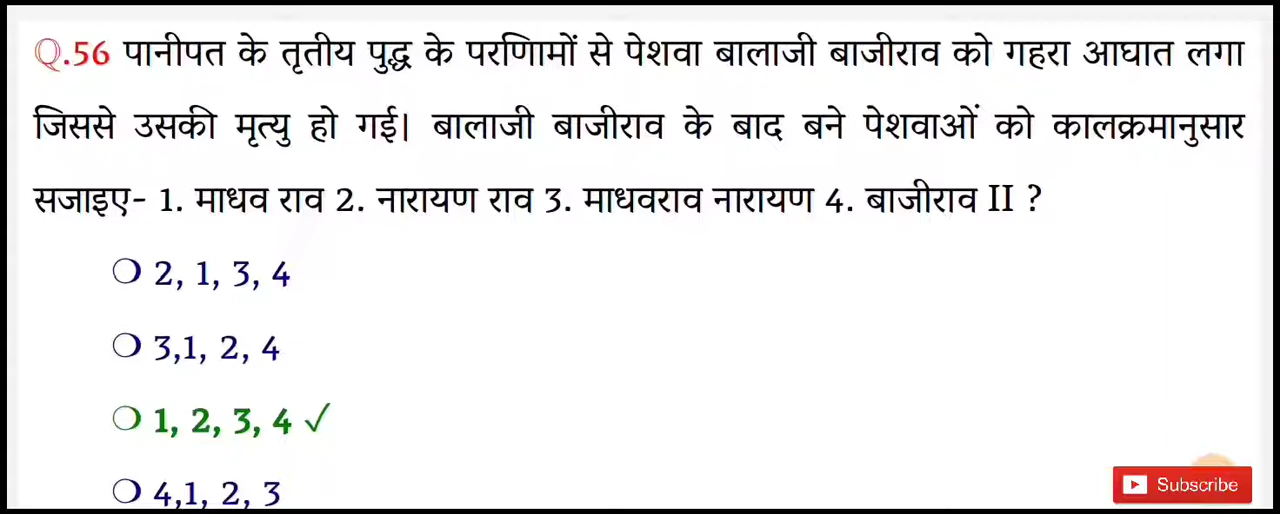 Q.56 पानीपत के तृतीय पुद्ध के परणिामों से पेशवा बालाजी बाजीराव को गहरा आघात लगा
जिससे उसकी मृत्यु हो गई| बालाजी बाजीराव के बाद बने पेशवाओं को कालक्रमानुसार
सजाइए- 1. माधव राव 2. नारायण राव 3. माधवराव नारायण 4. बाजीराव II ?
2, 1, 3, 4
3,1, 2, 4
1, 2, 3, 4 ✓
4,1, 2, 3
Subscribe